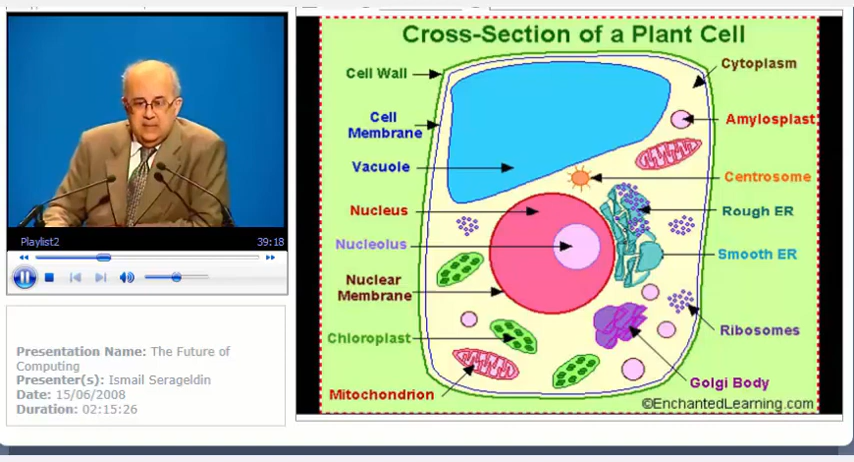 Playlist2
39:18
Presentation Name: The Future of
Computing
Presenter(s): Ismail Serageldin
Date: 15/06/2008
Duration: 02:15:26
Cross-Section of a Plant Cell
Cell Wall
Cell
Membrane
Vacuole
Nucleus
Nucleolus
Nuclear
Membrane
Chloroplast
Mitochondrion
Cytoplasm
Amylosplast
Centrosome
Rough ER
Smooth ER
Ribosomes
Golgi Body
©EnchantedLearning.com